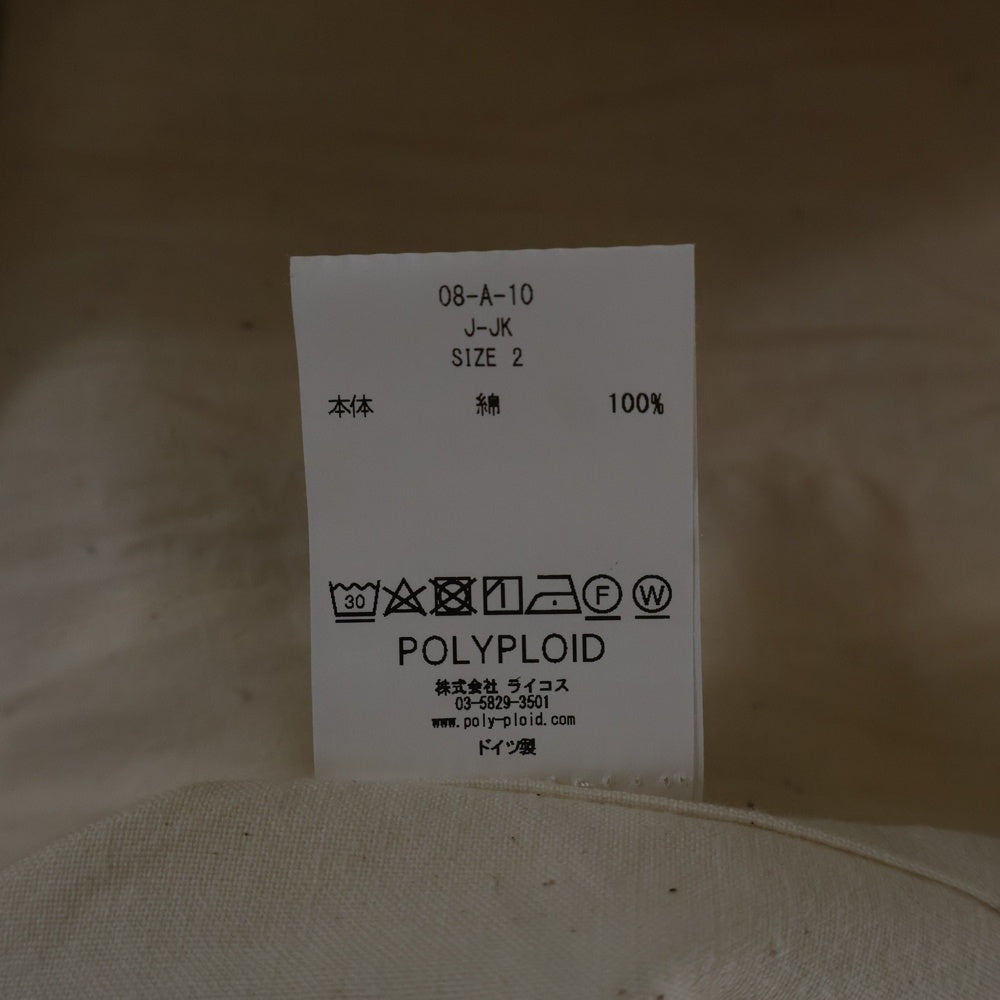 08-A-10
J-JK
SIZE 2
本体 綿 100%
30 F W
POLYPLOID
株式会社 ライコス
03-5829-3501
www.poly-ploid.com
ドイツ製